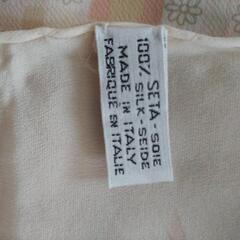 100% SETA - SOIE
SILK - SEIDE
MADE IN ITALY
FABRIQUÉ EN ITALIE